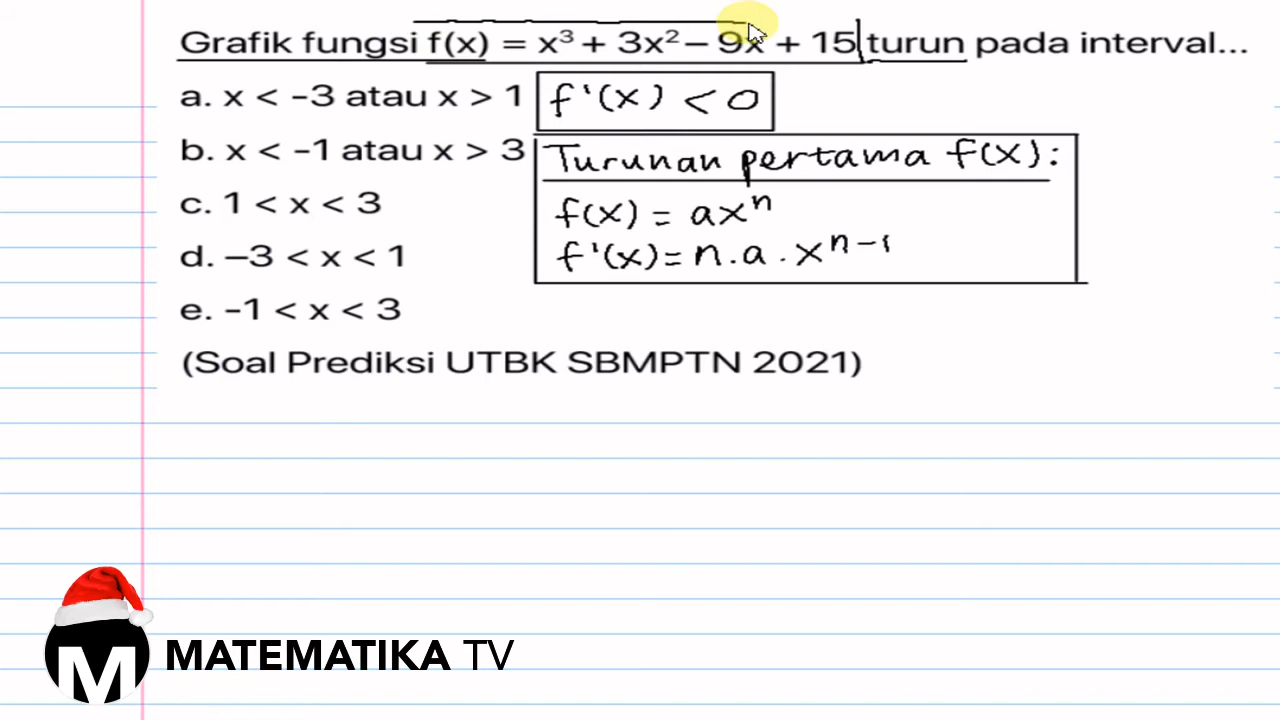 Grafik fungsi f(x) = x³ + 3x² – 9x + 15 turun pada interval...
a. x < -3 atau x > 1
f'(x) < 0
b. x < -1 atau x > 3
Turunan pertama f(x):
c. 1 < x < 3
f(x) = axⁿ
d. –3 < x < 1
f'(x) = n.a.xⁿ⁻¹
e. -1 < x < 3
(Soal Prediksi UTBK SBMPTN 2021)
M MATEMATIKA TV